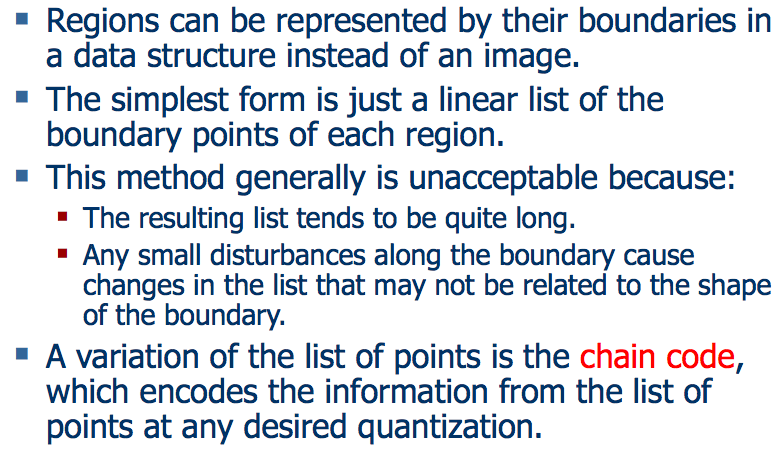 Regions can be represented by their boundaries in
a data structure instead of an image.
The simplest form is just a linear list of the
boundary points of each region.
This method generally is unacceptable because:
The resulting list tends to be quite long.
Any small disturbances along the boundary cause
changes in the list that may not be related to the shape
of the boundary.
A variation of the list of points is the chain code,
which encodes the information from the list of
points at any desired quantization.